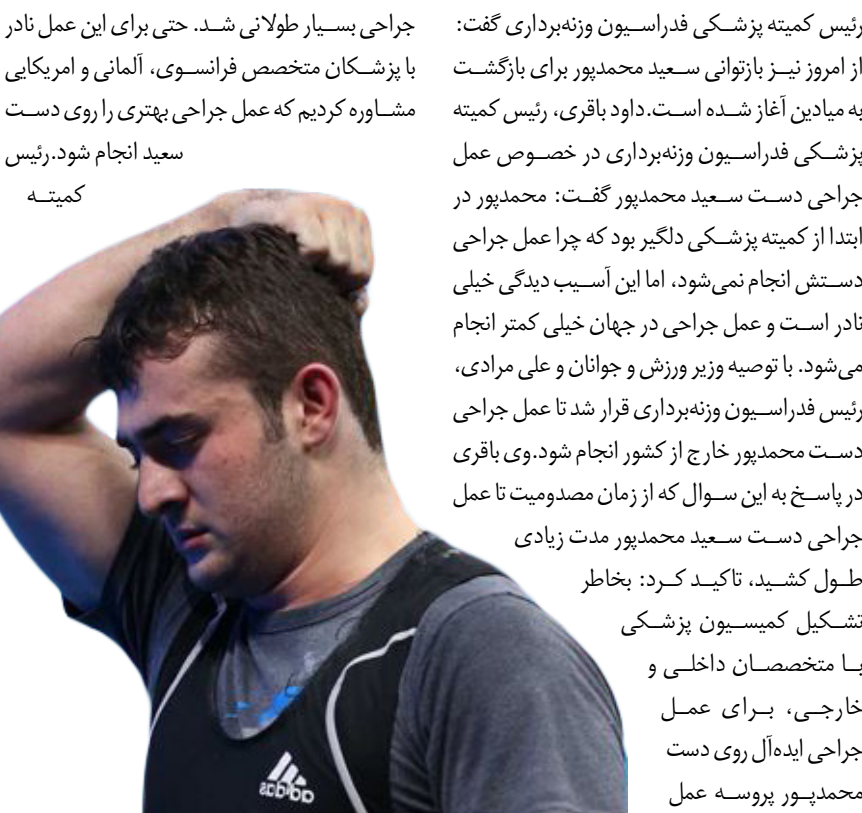 رئیس کمیته پزشکی فدراسیون وزنه‌برداری گفت:
از امروز نیز بازتوانی سعید محمدپور برای بازگشت
به میادین آغاز شده است.داود باقری، رئیس کمیته
پزشکی فدراسیون وزنه‌برداری در خصوص عمل
جراحی دست سعید محمدپور گفت: محمدپور در
ابتدا از کمیته پزشکی دلگیر بود که چرا عمل جراحی
دستش انجام نمی‌شود، اما این آسیب دیدگی خیلی
نادر است و عمل جراحی در جهان خیلی کمتر انجام
می‌شود. با توصیه وزیر ورزش و جوانان و علی مرادی،
رئیس فدراسیون وزنه‌برداری قرار شد تا عمل جراحی
دست محمدپور خارج از کشور انجام شود.وی باقری
در پاسخ به این سوال که از زمان مصدومیت تا عمل
جراحی دست سعید محمدپور مدت زیادی
طول کشید، تاکید کرد: بخاطر
تشکیل کمیسیون پزشکی
با متخصصان داخلی و
خارجی، برای عمل
جراحی ایده‌آل روی دست
محمدپور پروسه عمل
جراحی بسیار طولانی شد. حتی برای این عمل نادر
با پزشکان متخصص فرانسوی، آلمانی و امریکایی
مشاوره کردیم که عمل جراحی بهتری را روی دست
سعید انجام شود.رئیس
کمیته
adidas